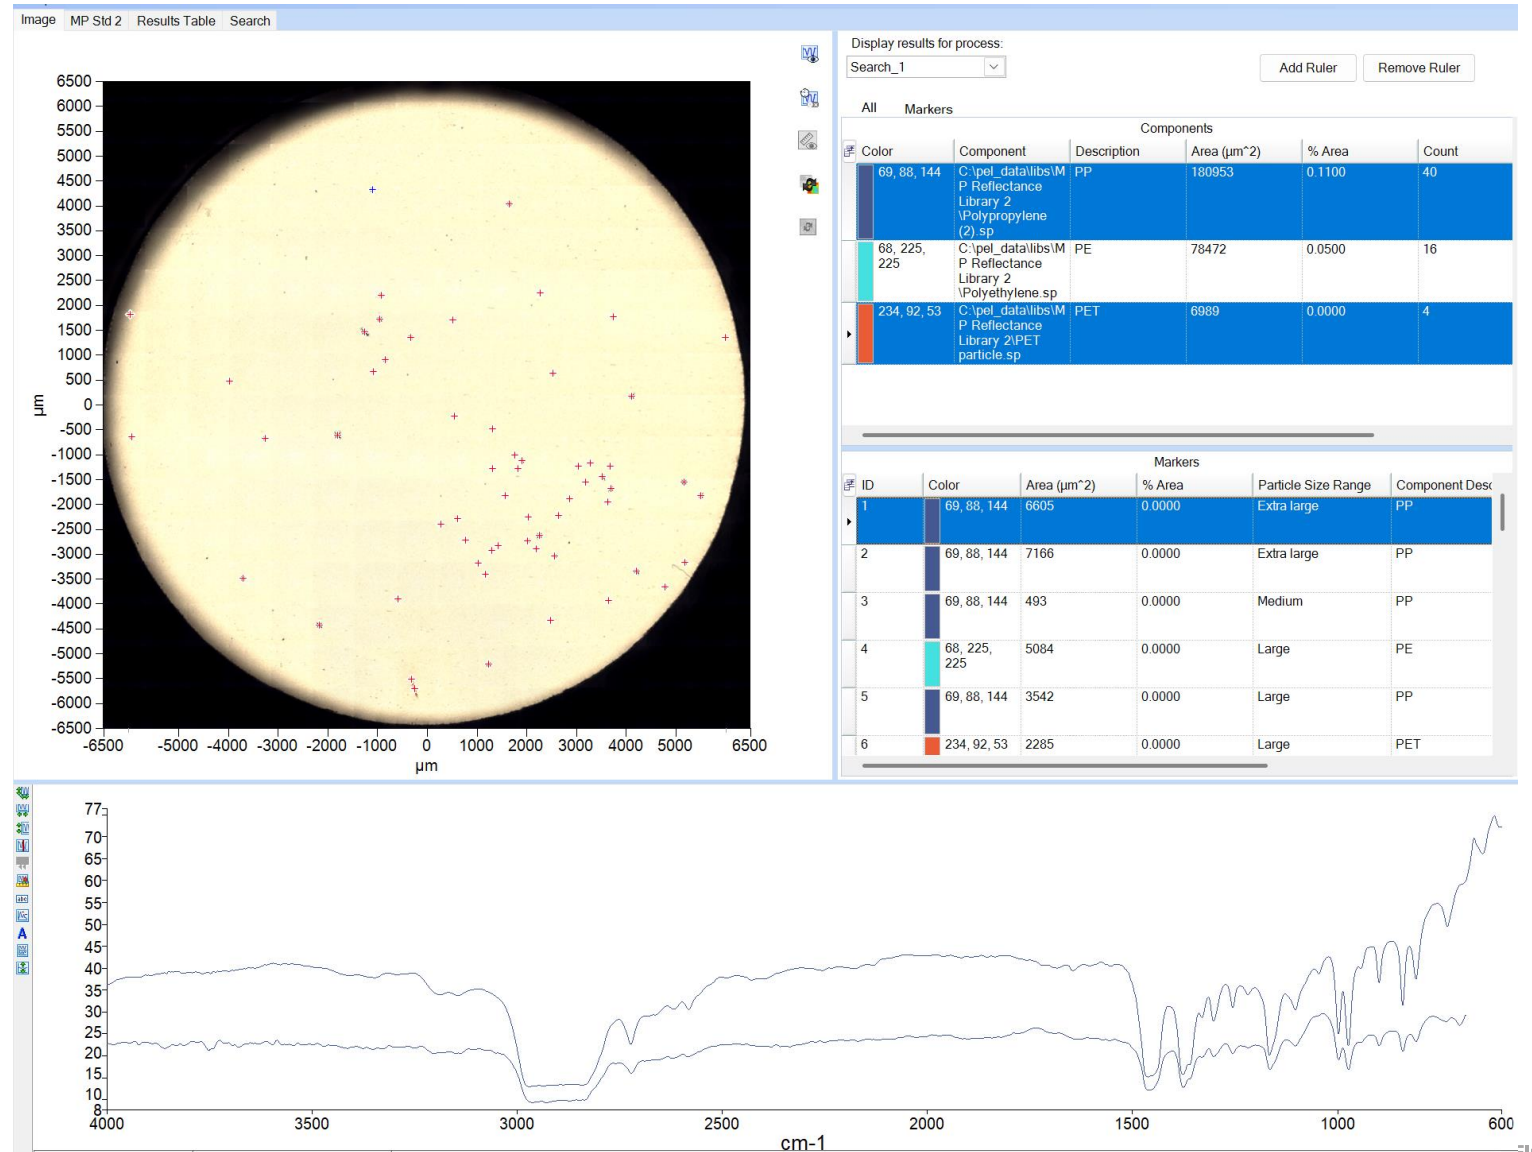 Image MP Std 2 Results Table Search
Display results for process:
Search_1
Add Ruler Remove Ruler
All Markers
Components
Color Component Description Area (µm^2) % Area Count
69, 88, 144 C:\pel_data\libs\M PP 180953 0.1100 40
P Reflectance
Library 2
\Polypropylene
(2).sp
68, 225, C:\pel_data\libs\M PE 78472 0.0500 16
225 P Reflectance
Library 2
\Polyethylene.sp
234, 92, 53 C:\pel_data\libs\M PET 6989 0.0000 4
P Reflectance
Library 2\PET
particle.sp
Markers
ID Color Area (µm^2) % Area Particle Size Range Component Desc
1 69, 88, 144 6605 0.0000 Extra large PP
2 69, 88, 144 7166 0.0000 Extra large PP
3 69, 88, 144 493 0.0000 Medium PP
4 68, 225, 5084 0.0000 Large PE
225
5 69, 88, 144 3542 0.0000 Large PP
6 234, 92, 53 2285 0.0000 Large PET
6500
6000
5500
5000
4500
4000
3500
3000
2500
2000
1500
1000
500
0
-500
-1000
-1500
-2000
-2500
-3000
-3500
-4000
-4500
-5000
-5500
-6000
-6500
µm
-6500 -5000 -4000 -3000 -2000 -1000 0 1000 2000 3000 4000 5000 6500
µm
77
70
65
60
55
50
45
40
35
30
25
20
15
10
8
4000 3500 3000 2500 2000 1500 1000 600
cm-1
abc
A